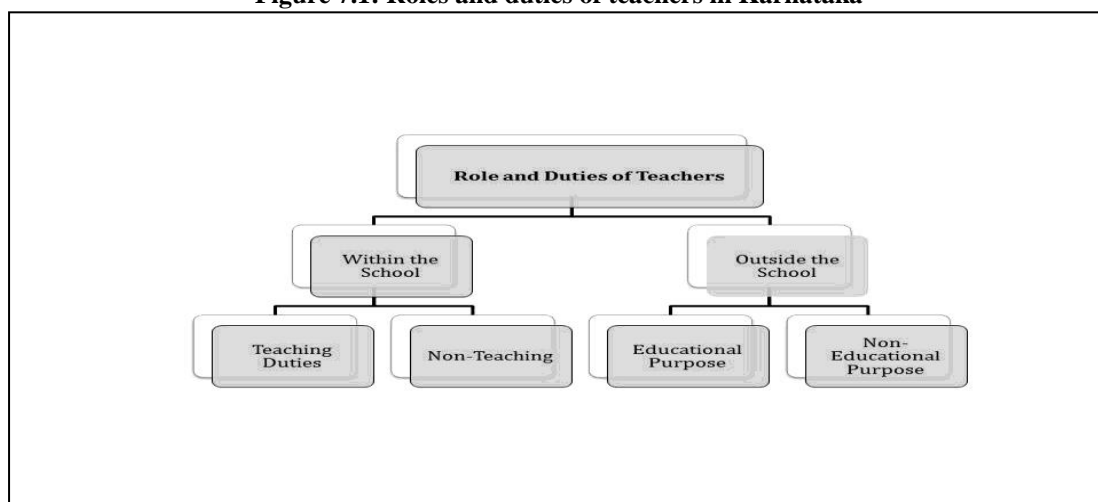 Figure 7.1: Roles and duties of teachers in Karnataka
Role and Duties of Teachers
Within the
School
Outside the
School
Teaching
Duties
Non-Teaching
Educational
Purpose
Non-
Educational
Purpose